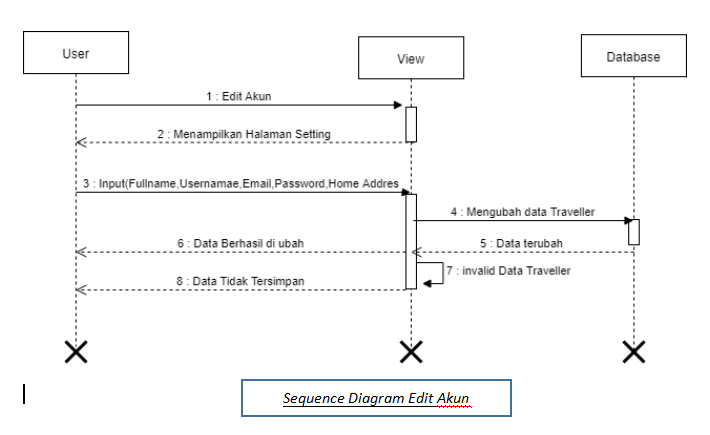 User
View
Database
1 : Edit Akun
2 : Menampilkan Halaman Setting
3 : Input(Fullname,Usernamae,Email,Password,Home Addres
4 : Mengubah data Traveller
6 : Data Berhasil di ubah
5 : Data terubah
7 : invalid Data Traveller
8 : Data Tidak Tersimpan
Sequence Diagram Edit Akun